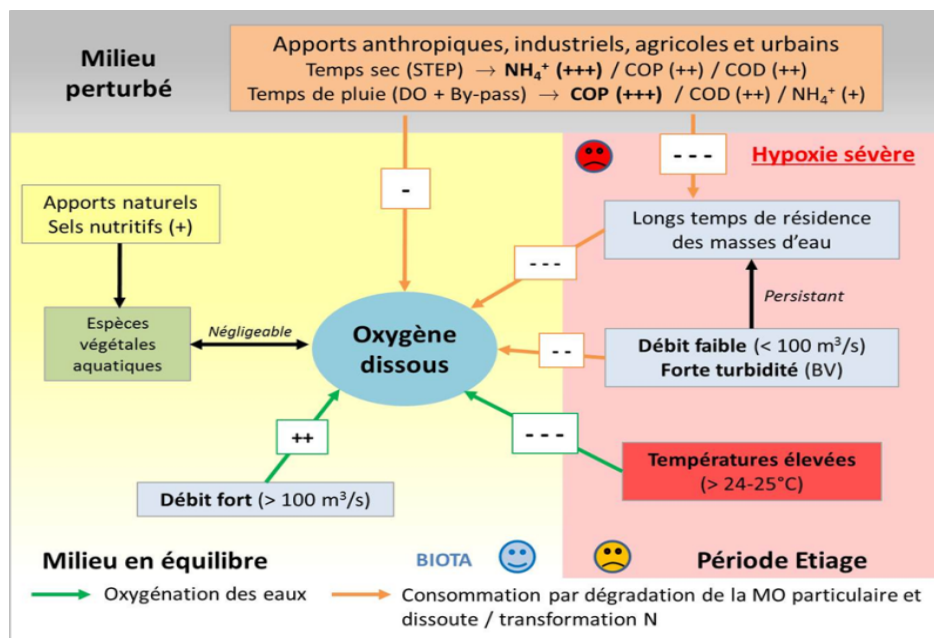 Milieu
perturbé
Apports anthropiques, industriels, agricoles et urbains
Temps sec (STEP) → NH₄⁺ (+++) / COP (++) / COD (++)
Temps de pluie (DO + By-pass) → COP (+++) / COD (++) / NH₄⁺ (+)
-
- - -
Hypoxie sévère
Apports naturels
Sels nutritifs (+)
Longs temps de résidence
des masses d'eau
- - -
Persistant
Espèces
végétales
aquatiques
Négligeable
Oxygène
dissous
- -
Débit faible (< 100 m³/s)
Forte turbidité (BV)
++
- - -
Températures élevées
(> 24-25°C)
Débit fort (> 100 m³/s)
Milieu en équilibre
BIOTA
Période Etiage
Oxygénation des eaux
Consommation par dégradation de la MO particulaire et
dissoute / transformation N